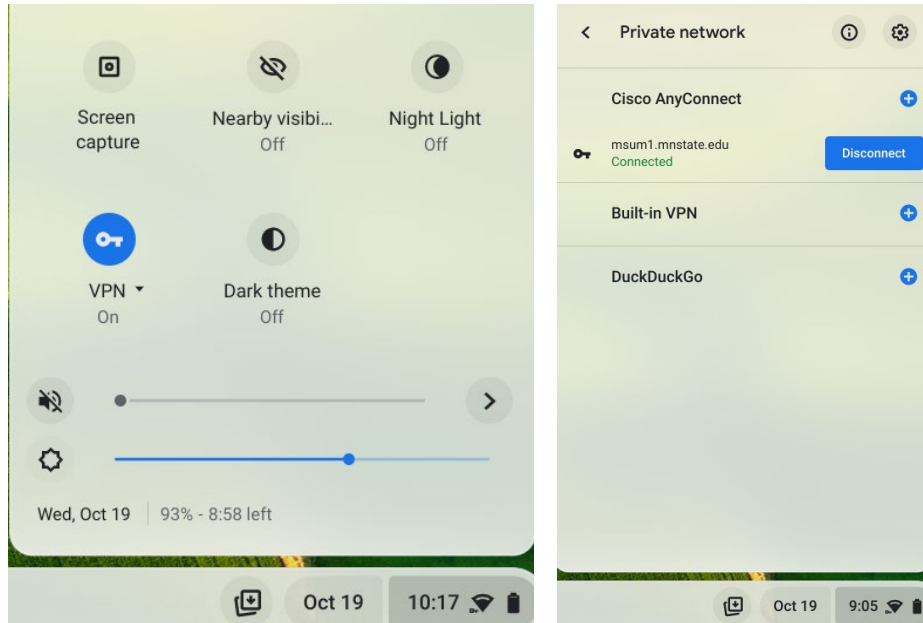 Screen
capture
Nearby visibi...
Off
Night Light
Off
VPN
On
Dark theme
Off
Wed, Oct 19 93% - 8:58 left
Oct 19 10:17
Private network
Cisco AnyConnect
msum1.mnstate.edu
Connected
Disconnect
Built-in VPN
DuckDuckGo
Oct 19 9:05